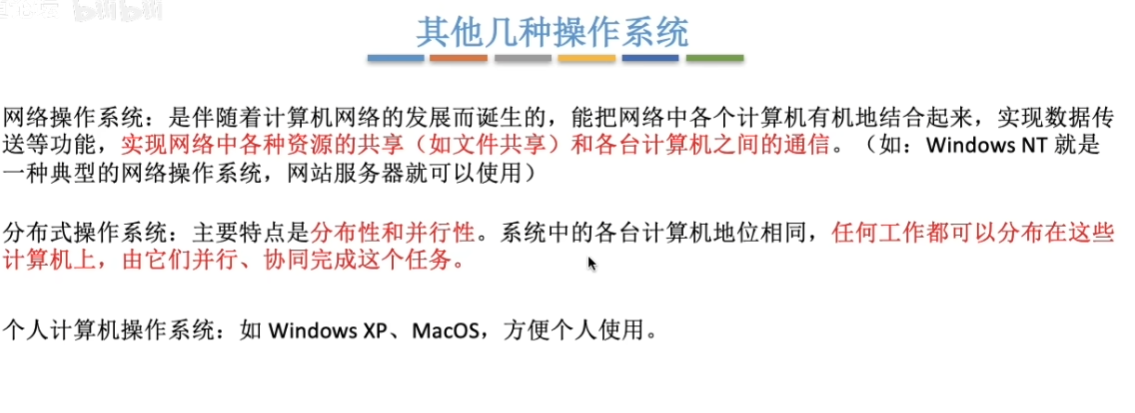 bilibili
其他几种操作系统
网络操作系统：是伴随着计算机网络的发展而诞生的，能把网络中各个计算机有机地结合起来，实现数据传
送等功能，实现网络中各种资源的共享（如文件共享）和各台计算机之间的通信。（如：Windows NT 就是
一种典型的网络操作系统，网站服务器就可以使用）
分布式操作系统：主要特点是分布性和并行性。系统中的各台计算机地位相同，任何工作都可以分布在这些
计算机上，由它们并行、协同完成这个任务。
个人计算机操作系统：如 Windows XP、MacOS，方便个人使用。